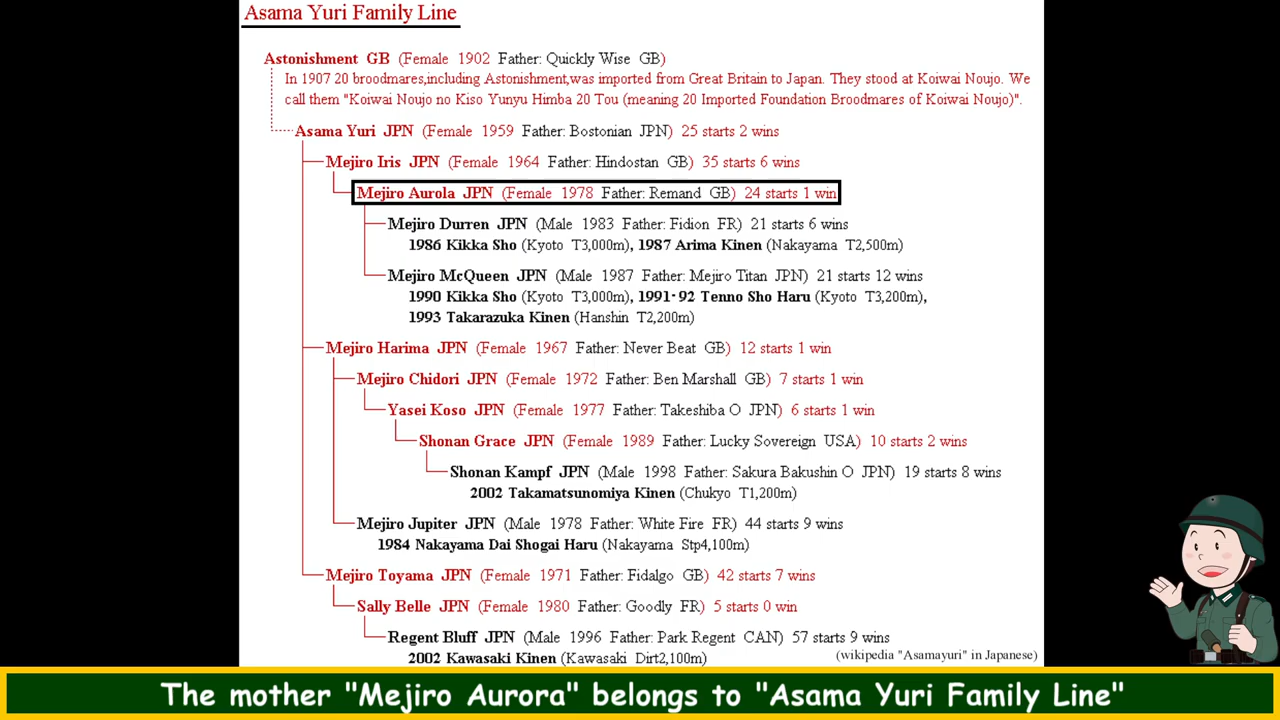 Asama Yuri Family Line
Astonishment GB (Female 1902 Father: Quickly Wise GB)
In 1907 20 broodmares,including Astonishment,was imported from Great Britain to Japan. They stood at Koiwai Noujo. We
call them "Koiwai Noujo no Kiso Yunyu Himba 20 Tou (meaning 20 Imported Foundation Broodmares of Koiwai Noujo)".
Asama Yuri JPN (Female 1959 Father: Bostonian JPN) 25 starts 2 wins
Mejiro Iris JPN (Female 1964 Father: Hindostan GB) 35 starts 6 wins
Mejiro Aurola JPN (Female 1978 Father: Remand GB) 24 starts 1 win
Mejiro Durren JPN (Male 1983 Father: Fidion FR) 21 starts 6 wins
1986 Kikka Sho (Kyoto T3,000m), 1987 Arima Kinen (Nakayama T2,500m)
Mejiro McQueen JPN (Male 1987 Father: Mejiro Titan JPN) 21 starts 12 wins
1990 Kikka Sho (Kyoto T3,000m), 1991・92 Tenno Sho Haru (Kyoto T3,200m),
1993 Takarazuka Kinen (Hanshin T2,200m)
Mejiro Harima JPN (Female 1967 Father: Never Beat GB) 12 starts 1 win
Mejiro Chidori JPN (Female 1972 Father: Ben Marshall GB) 7 starts 1 win
Yasei Koso JPN (Female 1977 Father: Takeshiba O JPN) 6 starts 1 win
Shonan Grace JPN (Female 1989 Father: Lucky Sovereign USA) 10 starts 2 wins
Shonan Kampf JPN (Male 1998 Father: Sakura Bakushin O JPN) 19 starts 8 wins
2002 Takamatsunomiya Kinen (Chukyo T1,200m)
Mejiro Jupiter JPN (Male 1978 Father: White Fire FR) 44 starts 9 wins
1984 Nakayama Dai Shogai Haru (Nakayama Stp4,100m)
Mejiro Toyama JPN (Female 1971 Father: Fidalgo GB) 42 starts 7 wins
Sally Belle JPN (Female 1980 Father: Goodly FR) 5 starts 0 win
Regent Bluff JPN (Male 1996 Father: Park Regent CAN) 57 starts 9 wins
2002 Kawasaki Kinen (Kawasaki Dirt2,100m)
(wikipedia "Asamayuri" in Japanese)
The mother "Mejiro Aurora" belongs to "Asama Yuri Family Line"